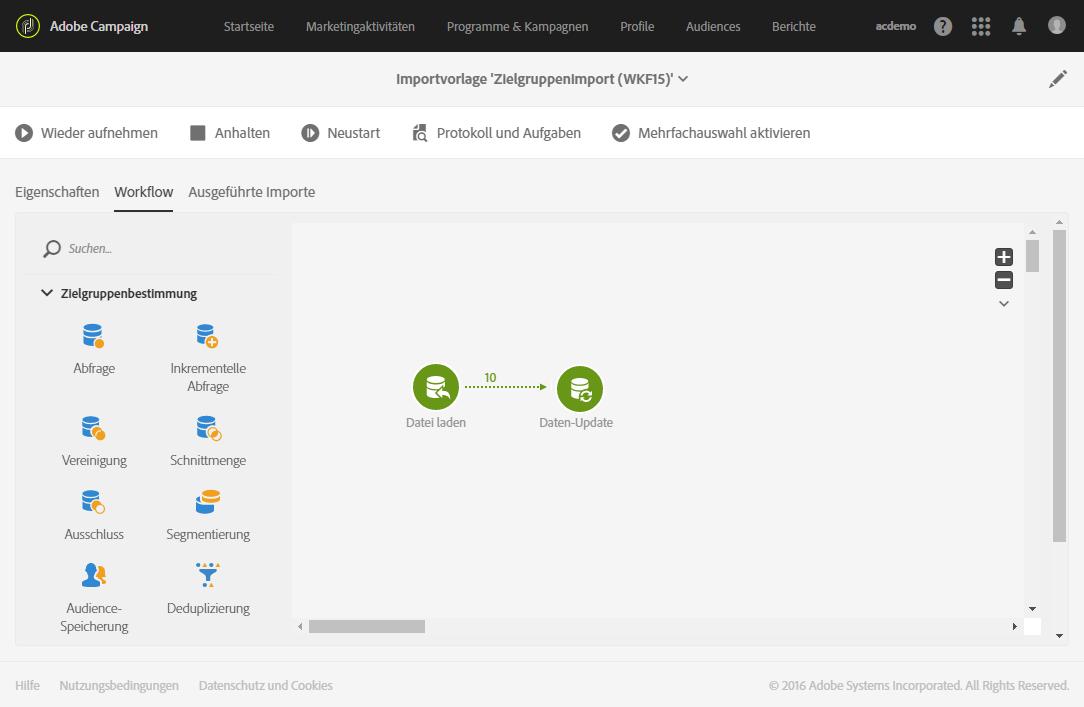 Adobe Campaign
Startseite
Marketingaktivitäten
Programme & Kampagnen
Profile
Audiences
Berichte
acdemo
?
Importvorlage 'Zielgruppenimport (WKF15)'
Wieder aufnehmen
Anhalten
Neustart
Protokoll und Aufgaben
Mehrfachauswahl aktivieren
Eigenschaften
Workflow
Ausgeführte Importe
Suchen...
Zielgruppenbestimmung
Abfrage
Inkrementelle
Abfrage
Vereinigung
Schnittmenge
Ausschluss
Segmentierung
Audience-
Speicherung
Deduplizierung
10
Datei laden
Daten-Update
Hilfe
Nutzungsbedingungen
Datenschutz und Cookies
© 2016 Adobe Systems Incorporated. All Rights Reserved.